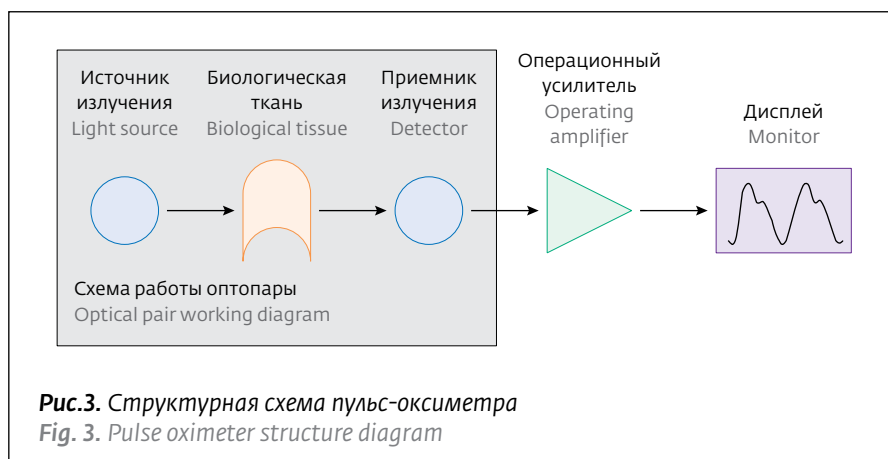 Источник
излучения
Light source
Биологическая
ткань
Biological tissue
Приемник
излучения
Detector
Операционный
усилитель
Operating
amplifier
Дисплей
Monitor
Схема работы оптопары
Optical pair working diagram
Рис.3. Структурная схема пульс-оксиметра
Fig. 3. Pulse oximeter structure diagram